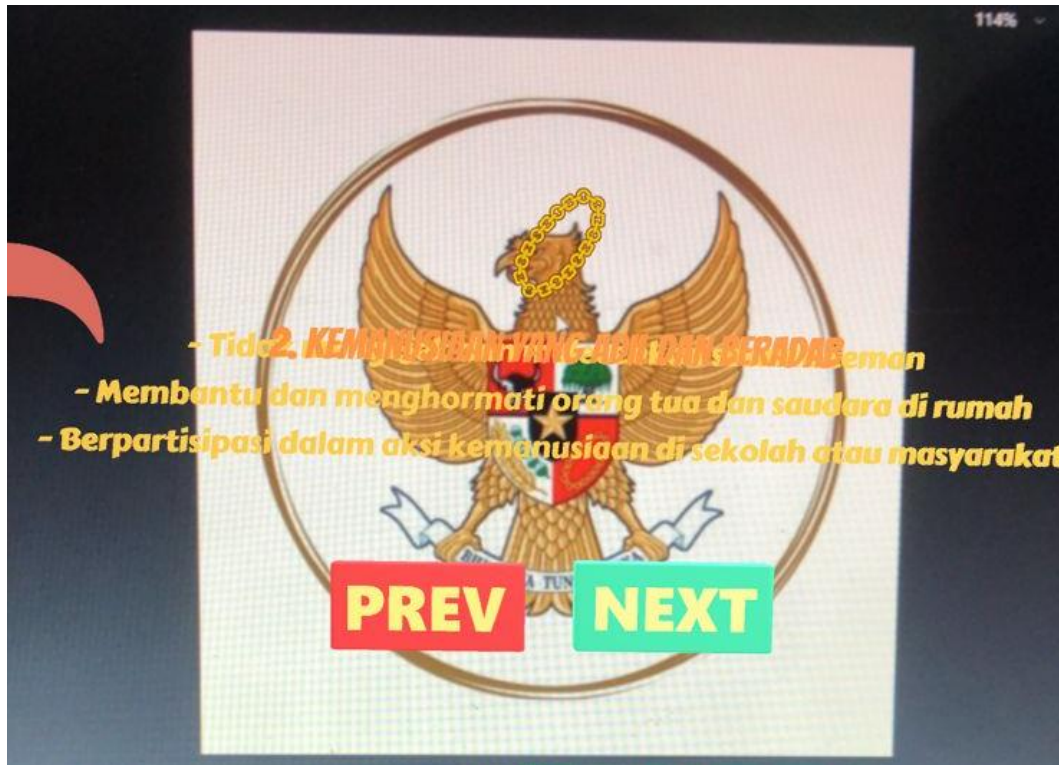 114%
2. KEMANUSIAAN YANG ADIL DAN BERADAB
- Membantu dan menghormati orang tua dan saudara di rumah
- Berpartisipasi dalam aksi kemanusiaan di sekolah atau masyarakat
PREV
NEXT